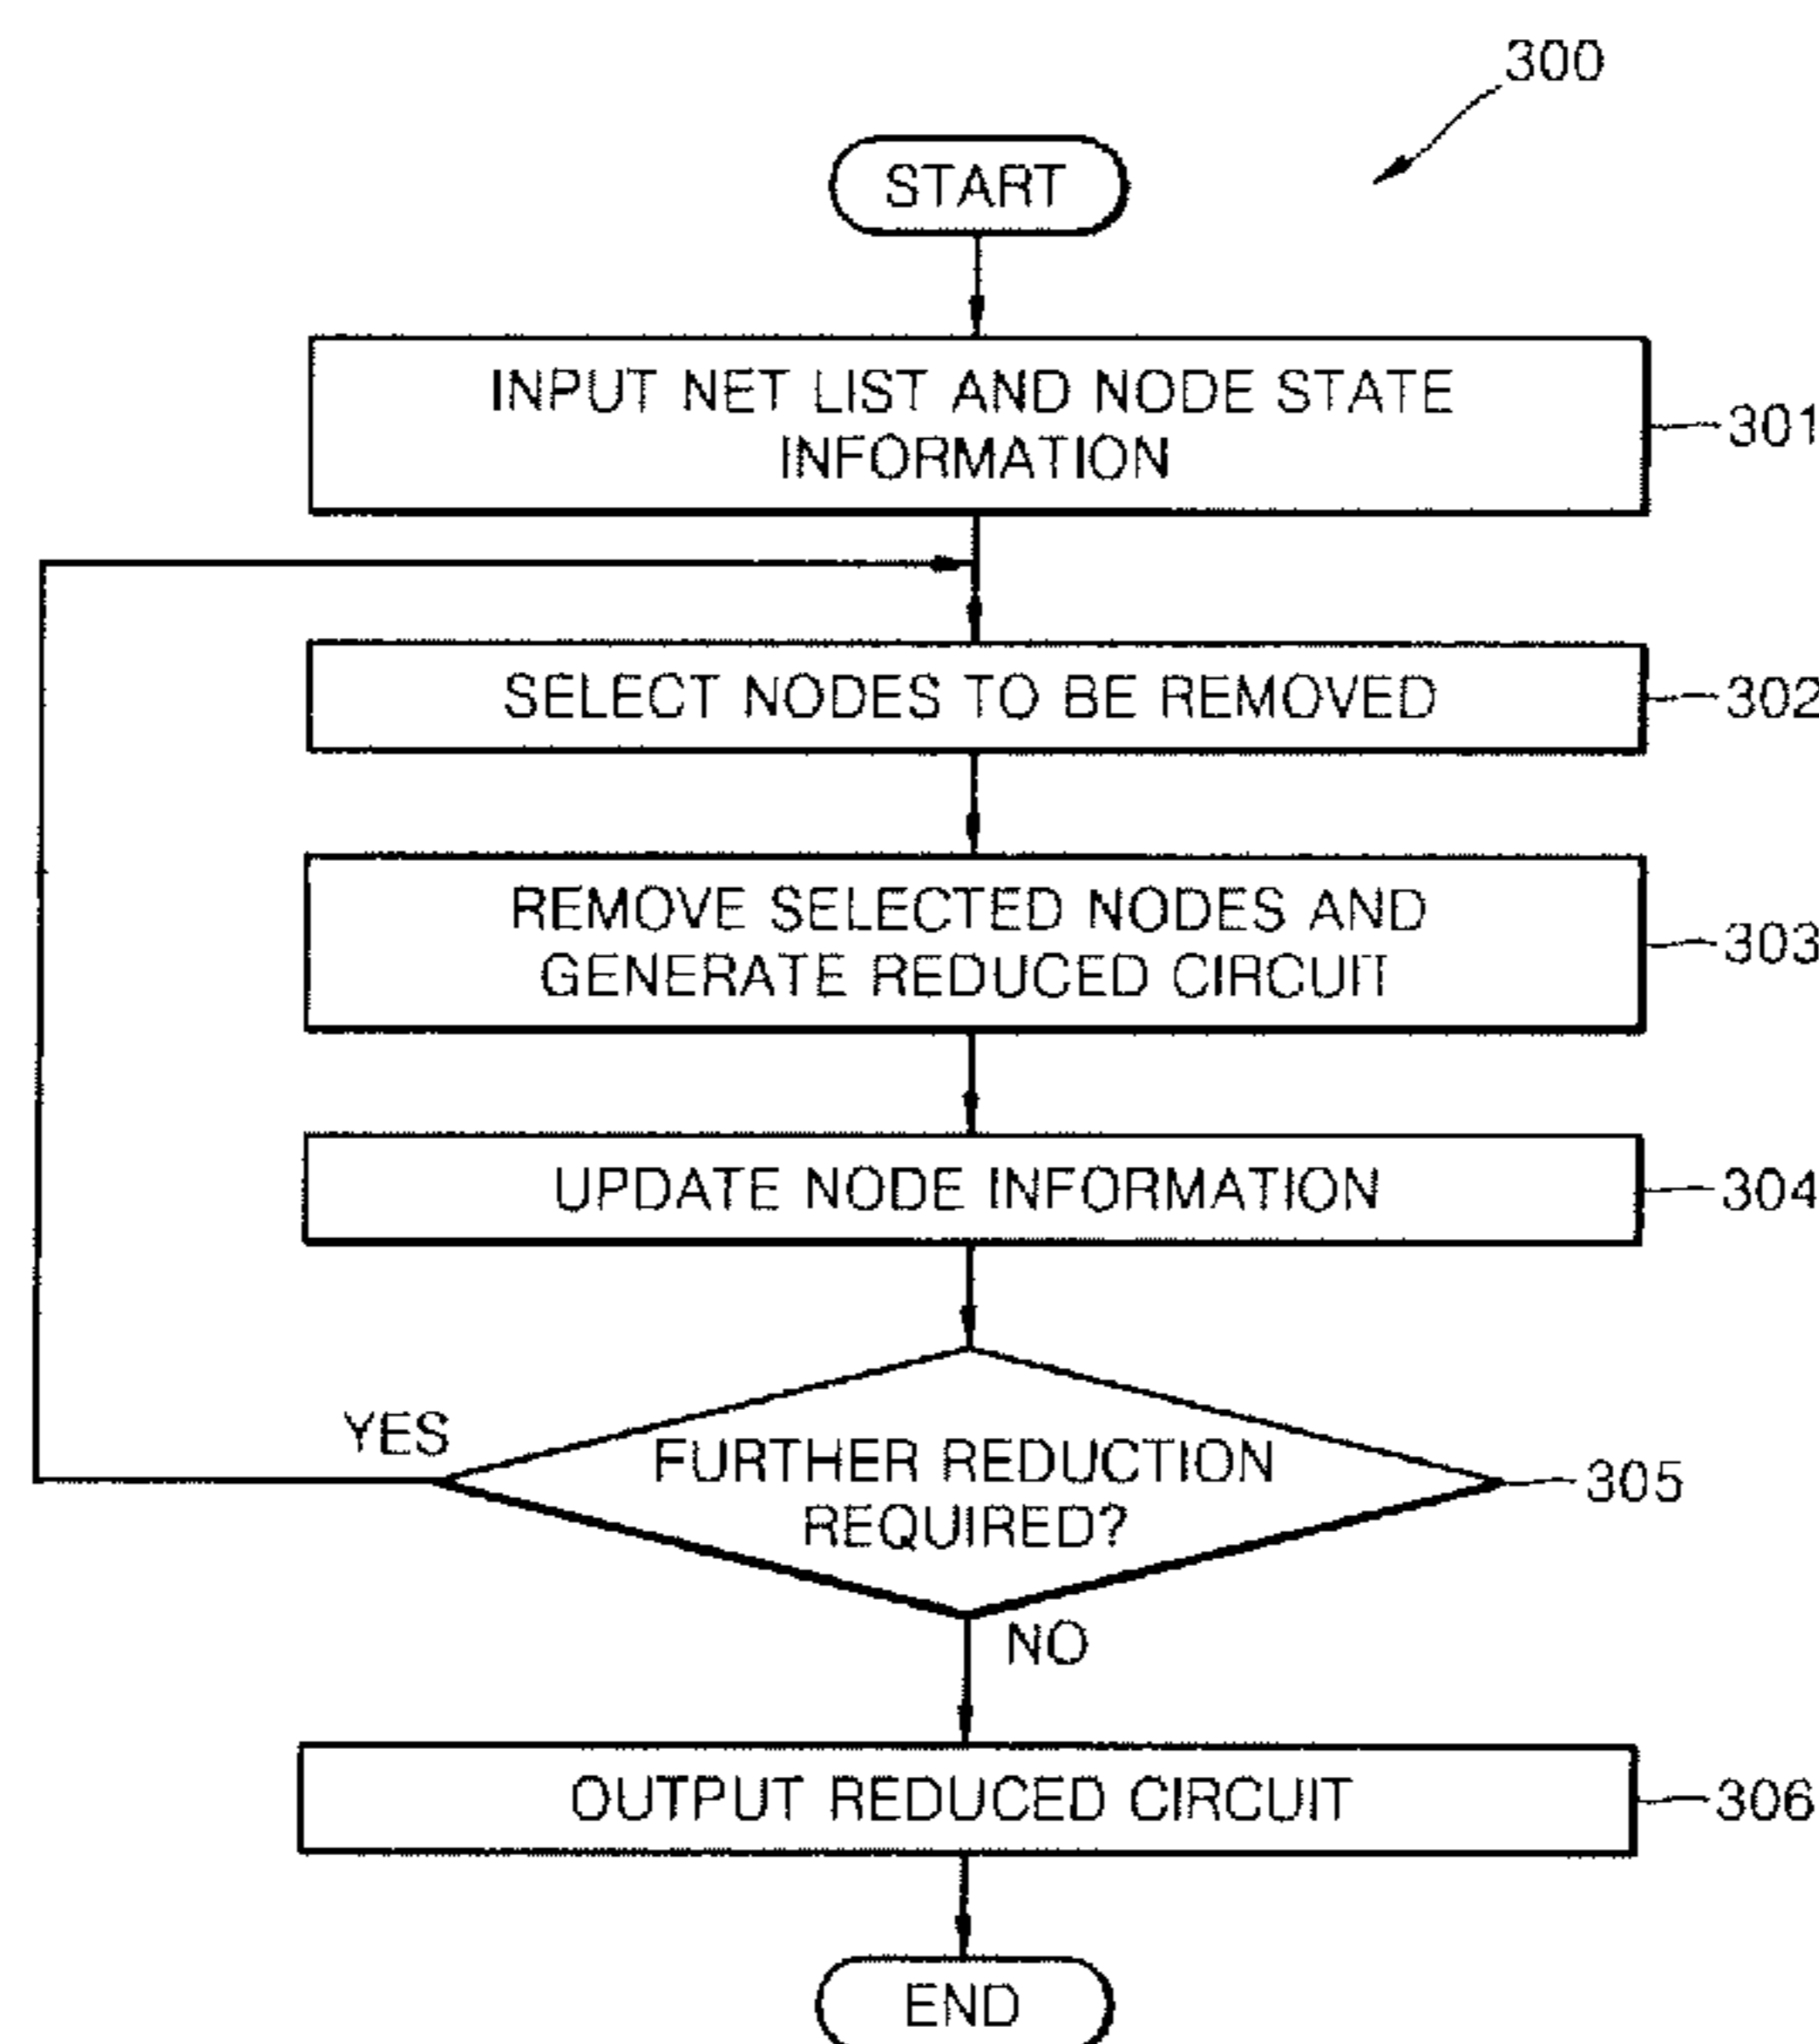 300
START
INPUT NET LIST AND NODE STATE
INFORMATION
301
SELECT NODES TO BE REMOVED
302
REMOVE SELECTED NODES AND
GENERATE REDUCED CIRCUIT
303
UPDATE NODE INFORMATION
304
YES
FURTHER REDUCTION
REQUIRED?
305
NO
OUTPUT REDUCED CIRCUIT
306
END